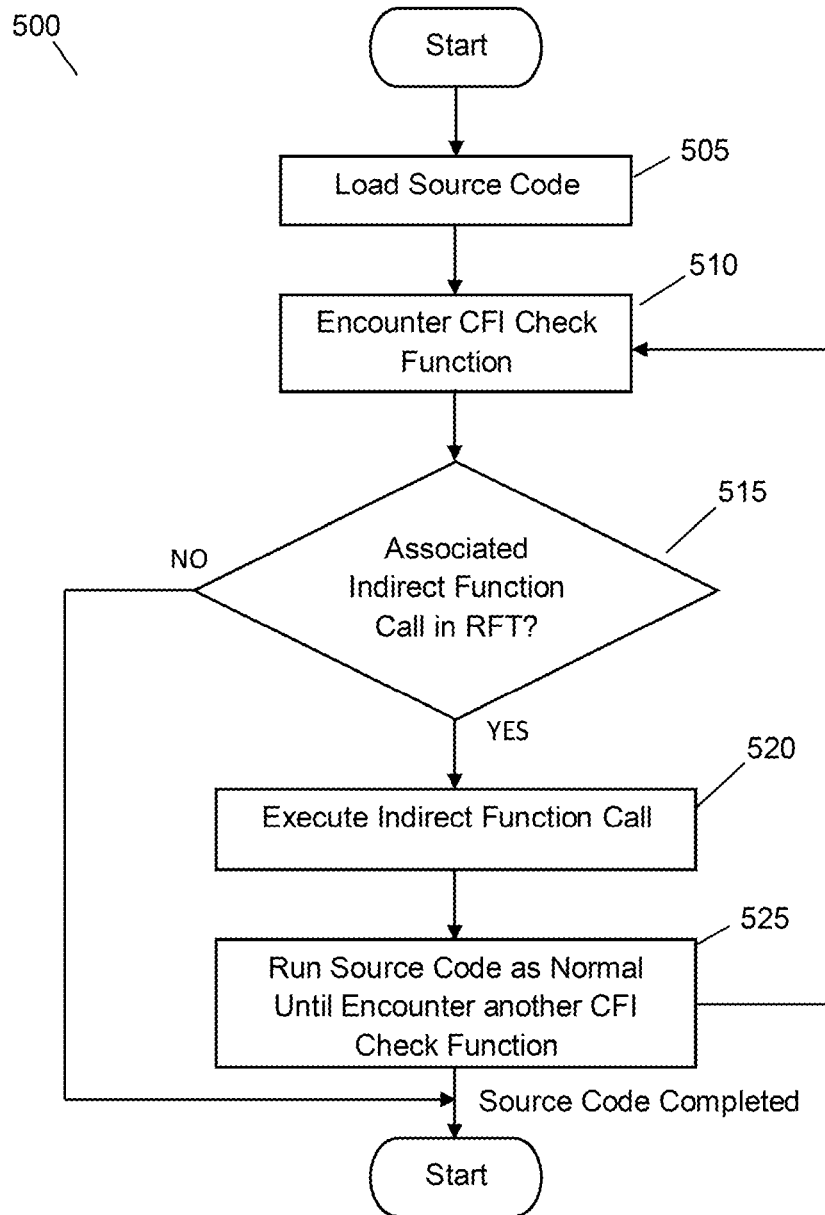 500
Start
505
Load Source Code
510
Encounter CFI Check
Function
515
NO
Associated
Indirect Function
Call in RFT?
YES
520
Execute Indirect Function Call
525
Run Source Code as Normal
Until Encounter another CFI
Check Function
Source Code Completed
Start